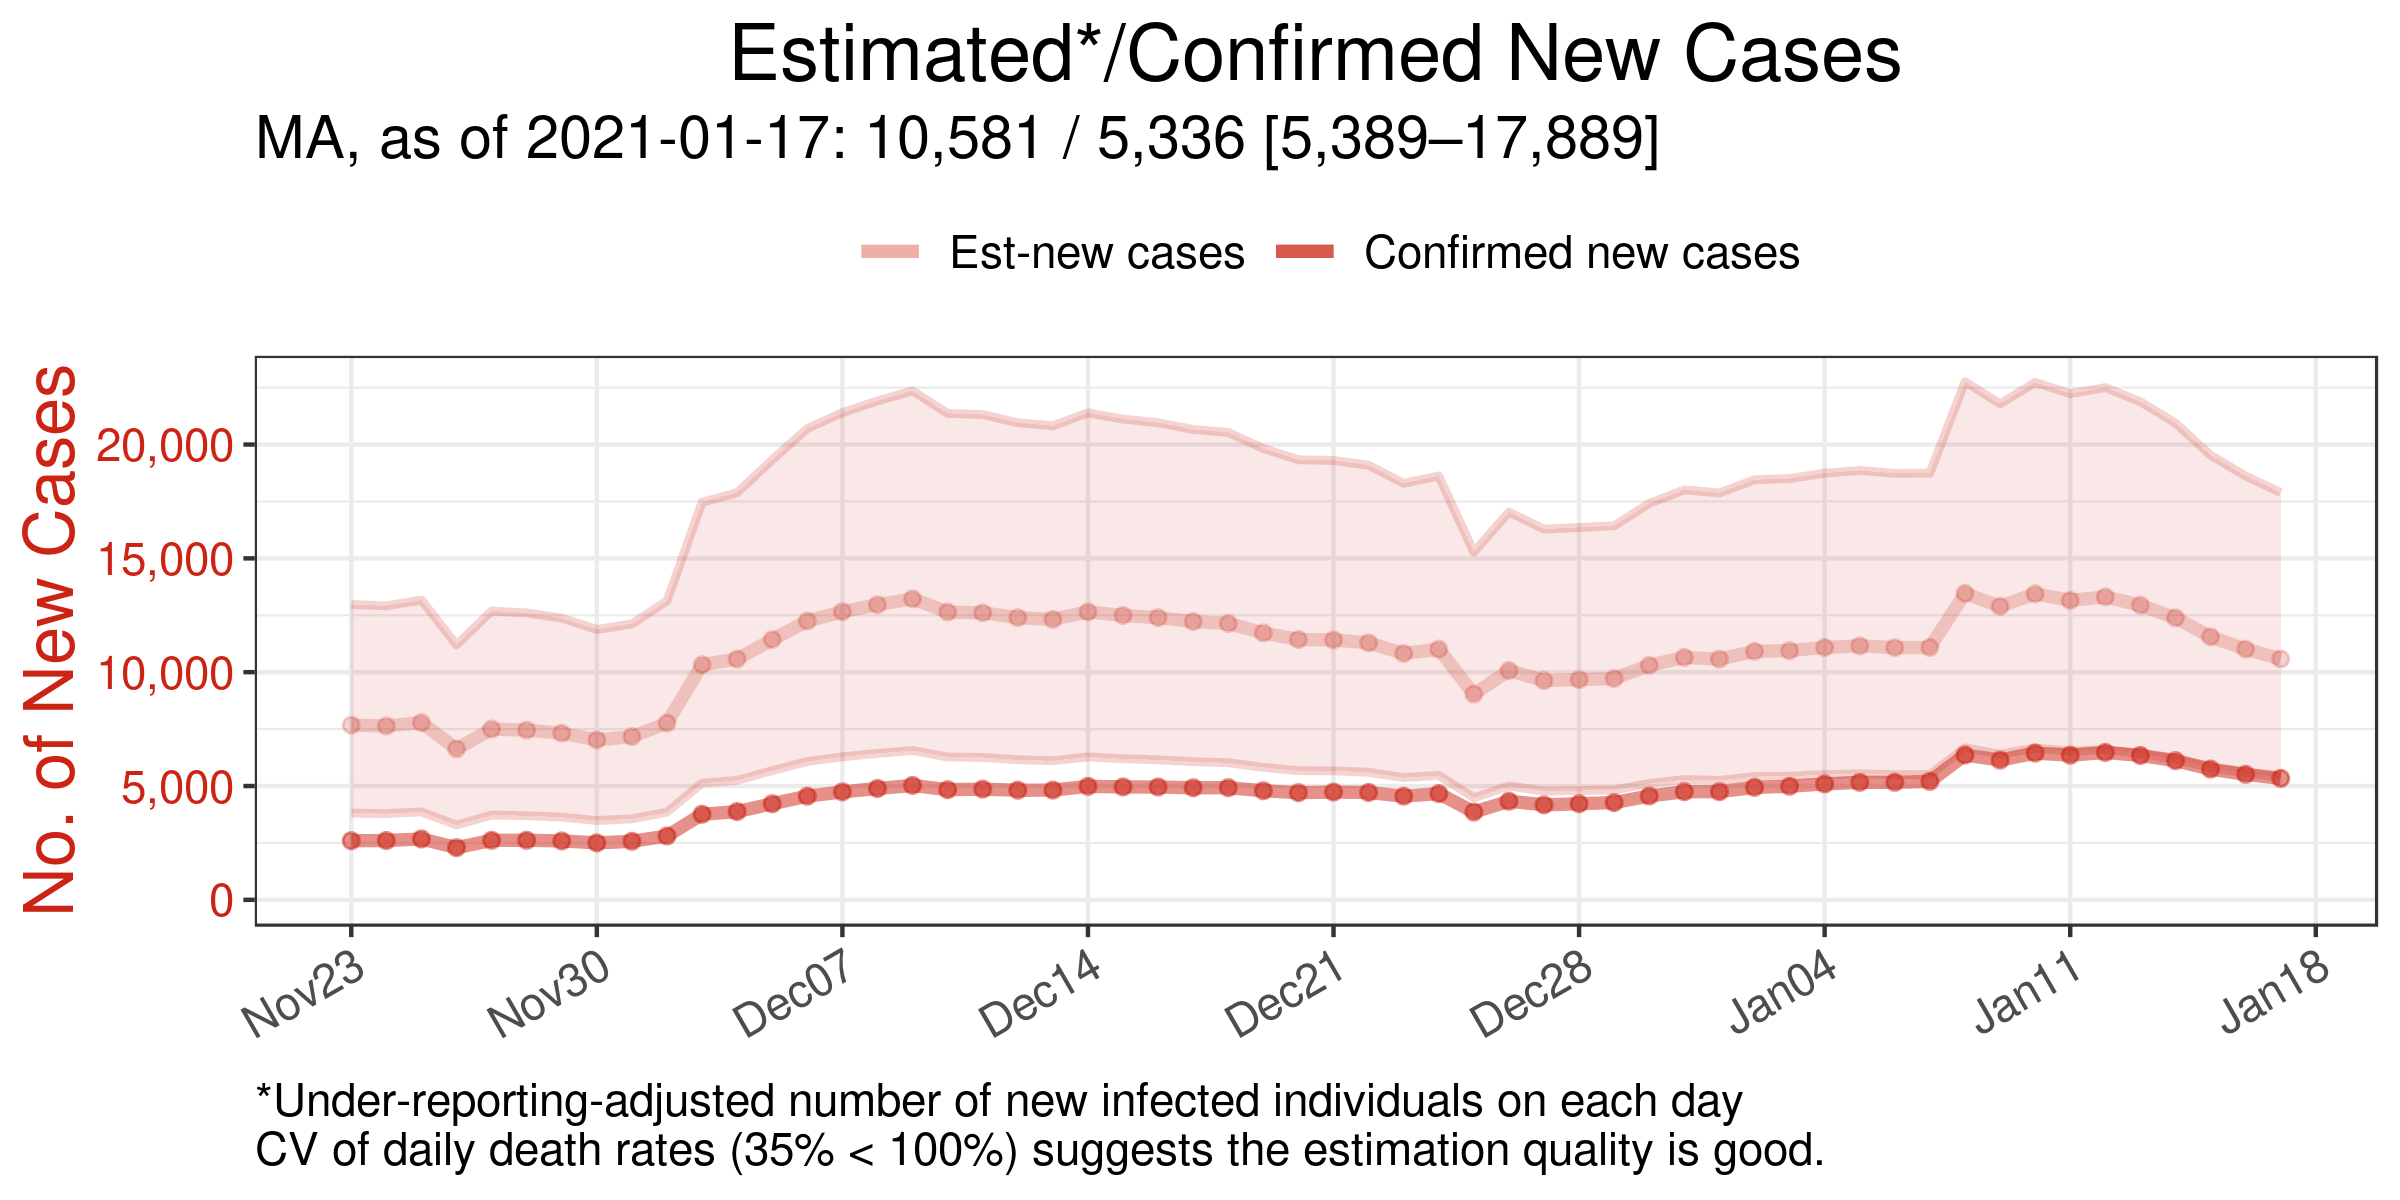 Estimated*/Confirmed New Cases
MA, as of 2021-01-17: 10,581 / 5,336 [5,389–17,889]
Est-new cases
Confirmed new cases
No. of New Cases
20,000
15,000
10,000
5,000
0
Nov23
Nov30
Dec07
Dec14
Dec21
Dec28
Jan04
Jan11
Jan18
*Under-reporting-adjusted number of new infected individuals on each day
CV of daily death rates (35% < 100%) suggests the estimation quality is good.